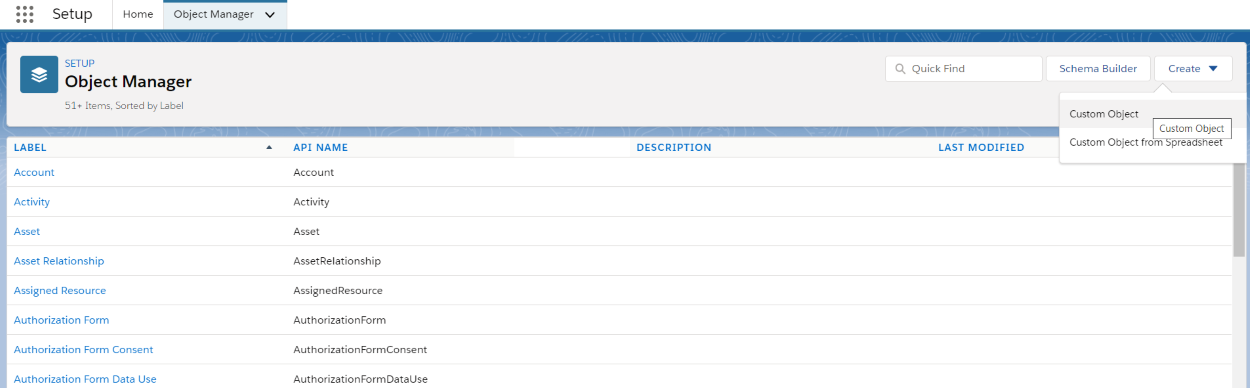 Setup Home Object Manager
SETUP
Object Manager
51+ Items, Sorted by Label
Quick Find Schema Builder Create
Custom Object
Custom Object
Custom Object from Spreadsheet
LABEL API NAME DESCRIPTION LAST MODIFIED
Account Account
Activity Activity
Asset Asset
Asset Relationship AssetRelationship
Assigned Resource AssignedResource
Authorization Form AuthorizationForm
Authorization Form Consent AuthorizationFormConsent
Authorization Form Data Use AuthorizationFormDataUse